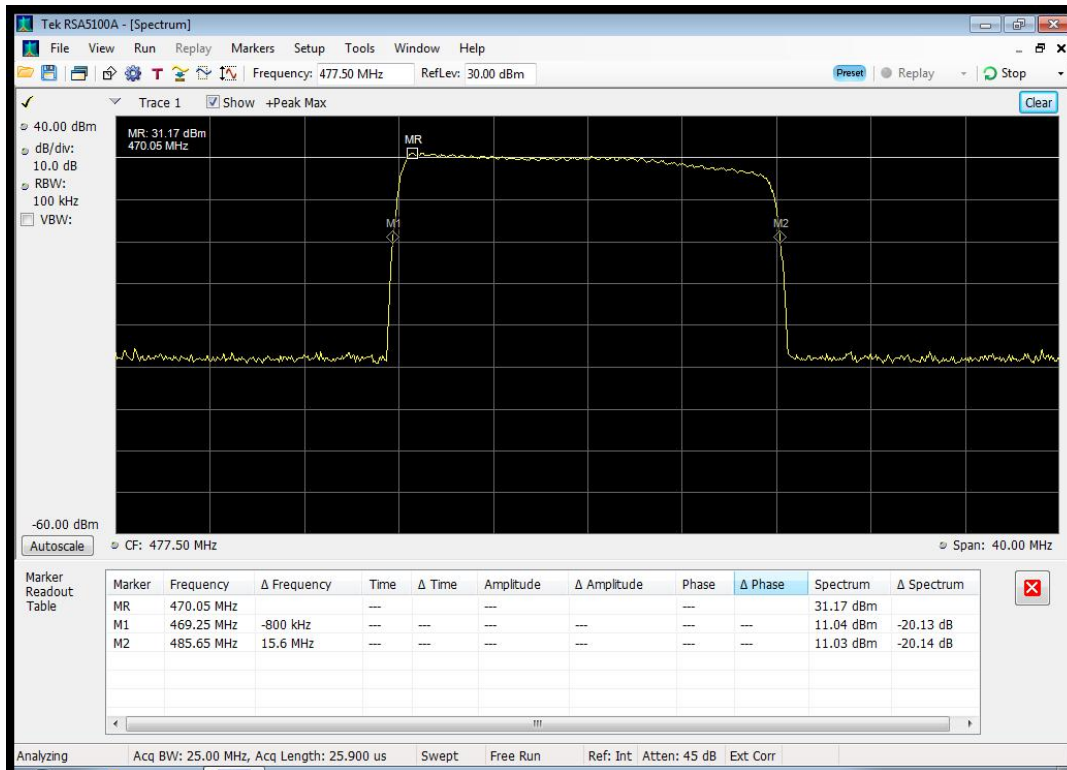 Tek RSA5100A - [Spectrum]
File View Run Replay Markers Setup Tools Window Help
Frequency: 477.50 MHz RefLev: 30.00 dBm Preset Replay Stop
Trace 1 Show +Peak Max Clear
40.00 dBm
dB/div:
10.0 dB
RBW:
100 kHz
VBW:
MR: 31.17 dBm
470.05 MHz
MR
M1
M2
-60.00 dBm
Autoscale CF: 477.50 MHz Span: 40.00 MHz
Marker
Readout
Table
Marker Frequency Δ Frequency Time Δ Time Amplitude Δ Amplitude Phase Δ Phase Spectrum Δ Spectrum
MR 470.05 MHz --- --- --- 31.17 dBm
M1 469.25 MHz -800 kHz --- --- --- --- --- --- 11.04 dBm -20.13 dB
M2 485.65 MHz 15.6 MHz --- --- --- --- --- --- 11.03 dBm -20.14 dB
Analyzing Acq BW: 25.00 MHz, Acq Length: 25.900 us Swept Free Run Ref: Int Atten: 45 dB Ext Corr